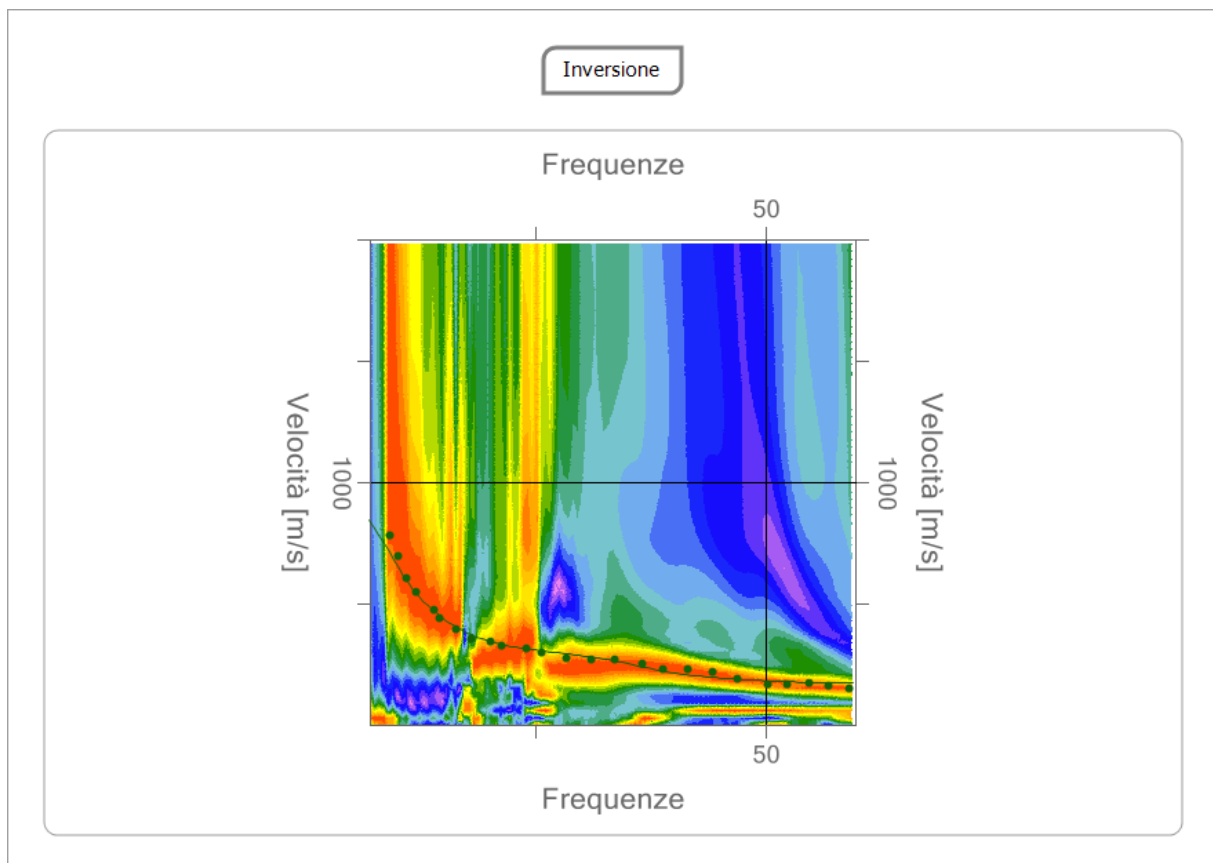 Inversione
Frequenze
50
Velocità [m/s]
1000
1000
Velocità [m/s]
50
Frequenze